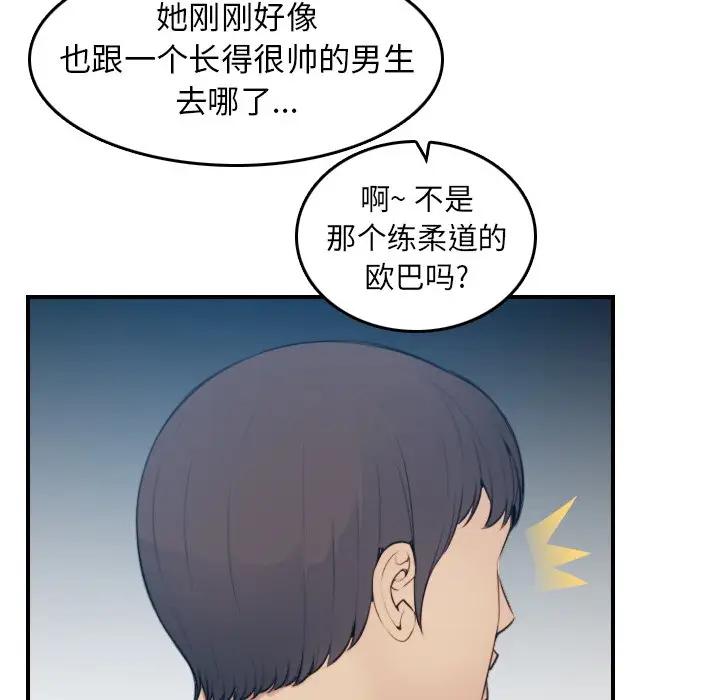 她刚刚好像
也跟一个长得很帅的男生
去哪了...
啊~ 不是
那个练柔道的
欧巴吗?